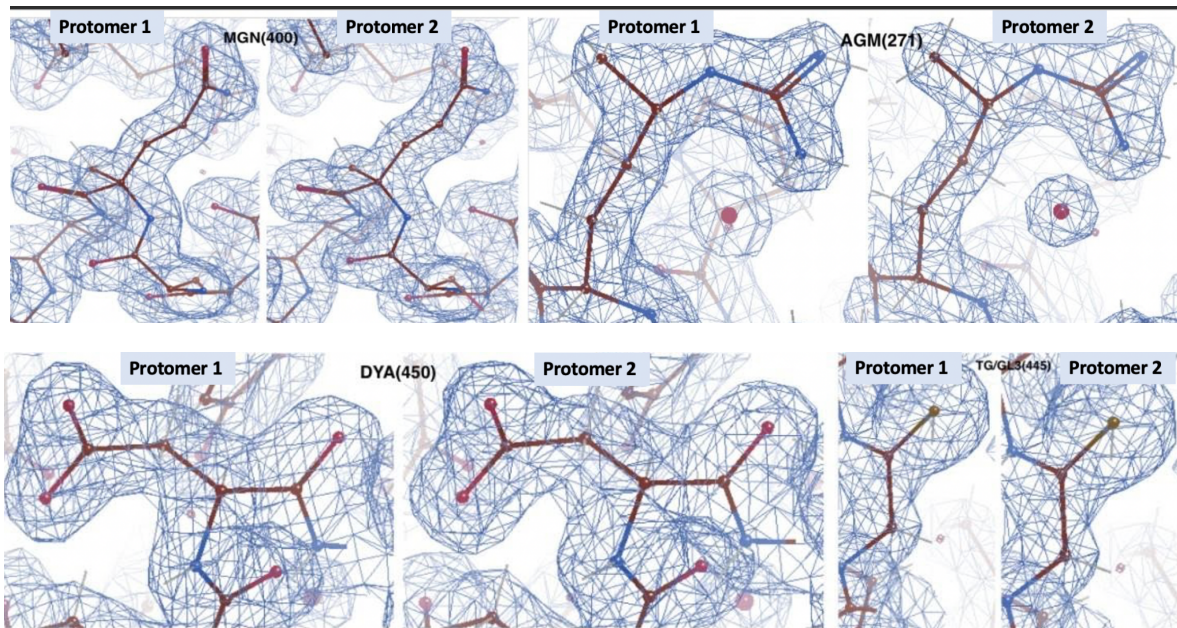 Protomer 1
MGN(400)
Protomer 2
Protomer 1
AGM(271)
Protomer 2
Protomer 1
DYA(450)
Protomer 2
Protomer 1
TG/GL3(445)
Protomer 2